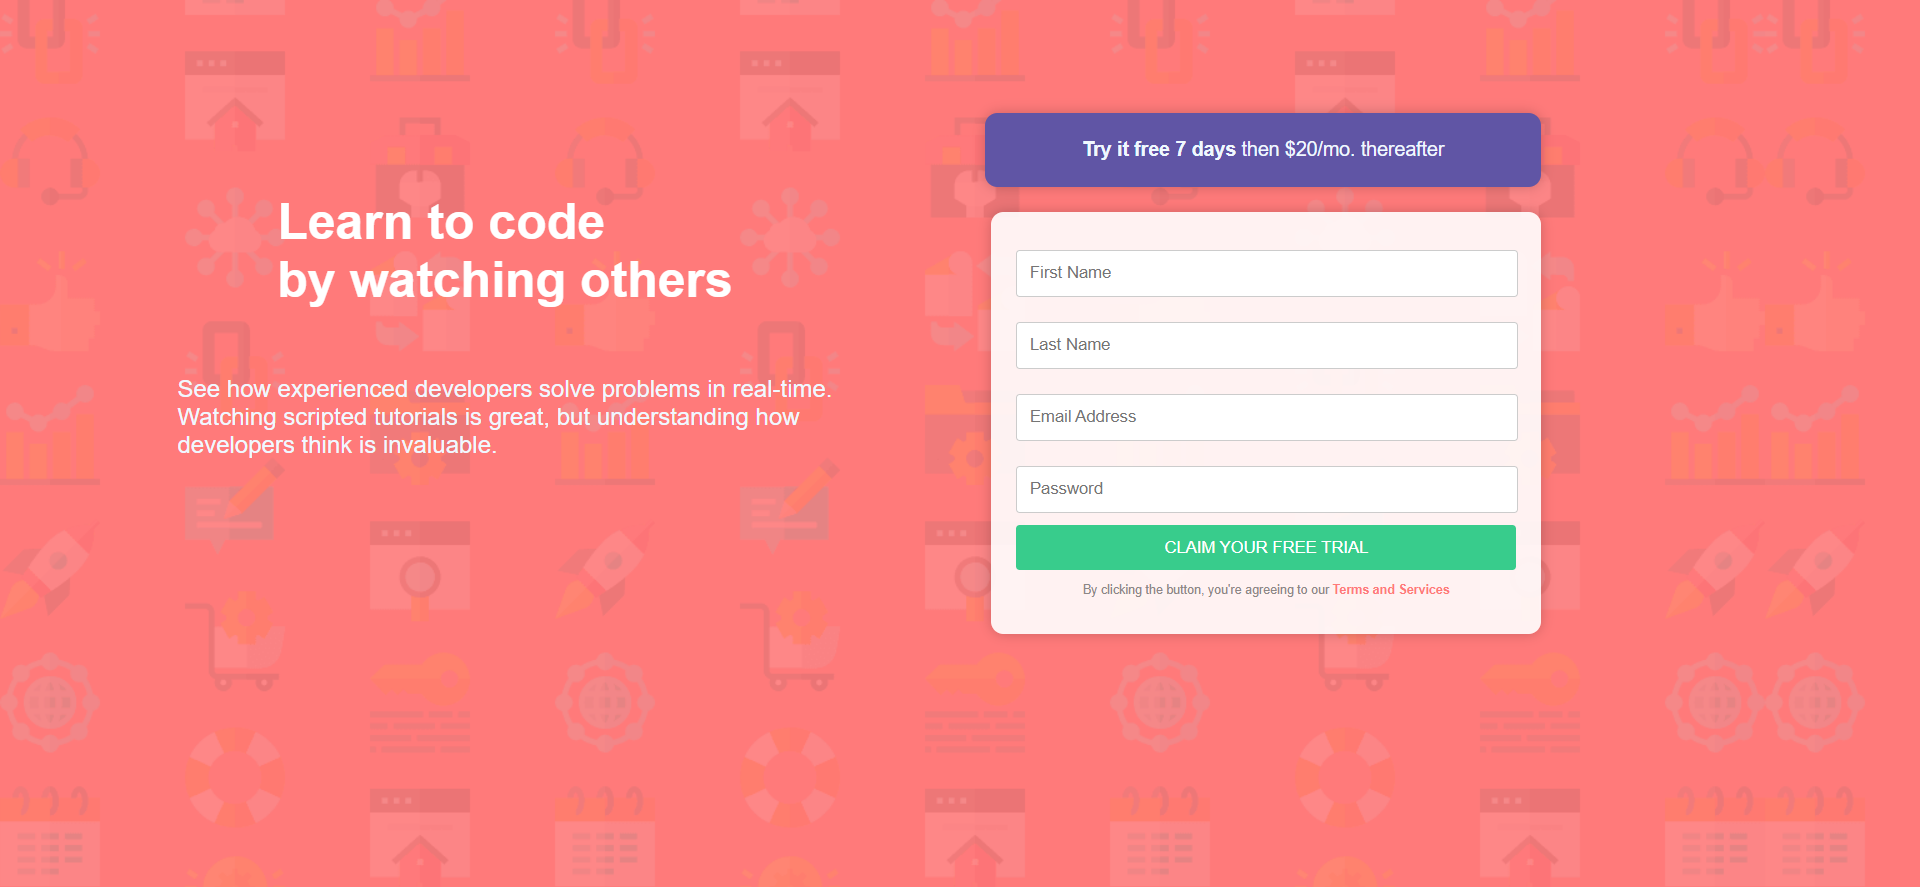 Learn to code
by watching others
See how experienced developers solve problems in real-time.
Watching scripted tutorials is great, but understanding how
developers think is invaluable.
Try it free 7 days then $20/mo. thereafter
First Name
Last Name
Email Address
Password
CLAIM YOUR FREE TRIAL
By clicking the button, you're agreeing to our Terms and Services